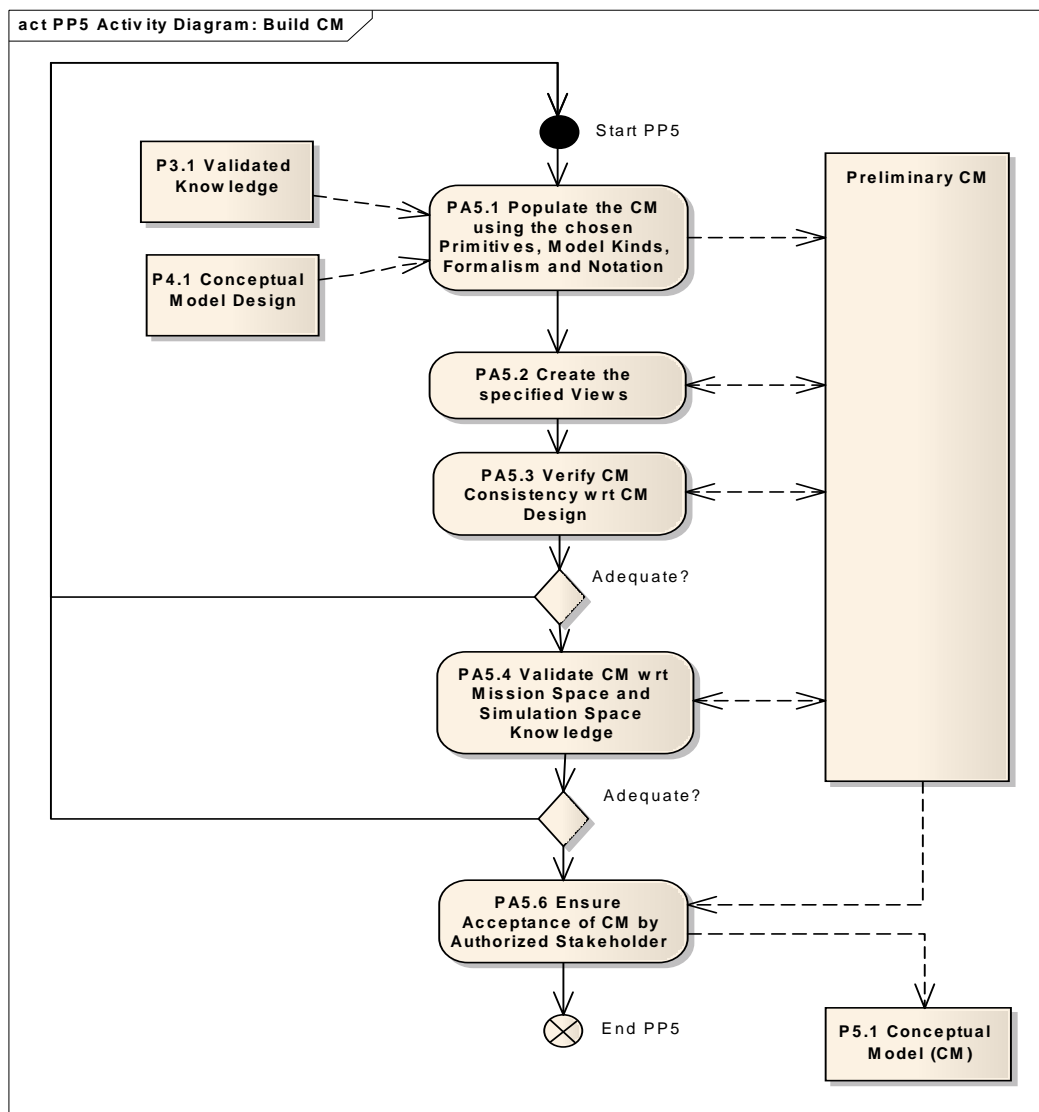 act PP5 Activity Diagram: Build CM
Start PP5
P3.1 Validated
Knowledge
PA5.1 Populate the CM
using the chosen
Primitives, Model Kinds,
Formalism and Notation
Preliminary CM
P4.1 Conceptual
Model Design
PA5.2 Create the
specified Views
PA5.3 Verify CM
Consistency wrt CM
Design
Adequate?
PA5.4 Validate CM wrt
Mission Space and
Simulation Space
Knowledge
Adequate?
PA5.6 Ensure
Acceptance of CM by
Authorized Stakeholder
End PP5
P5.1 Conceptual
Model (CM)